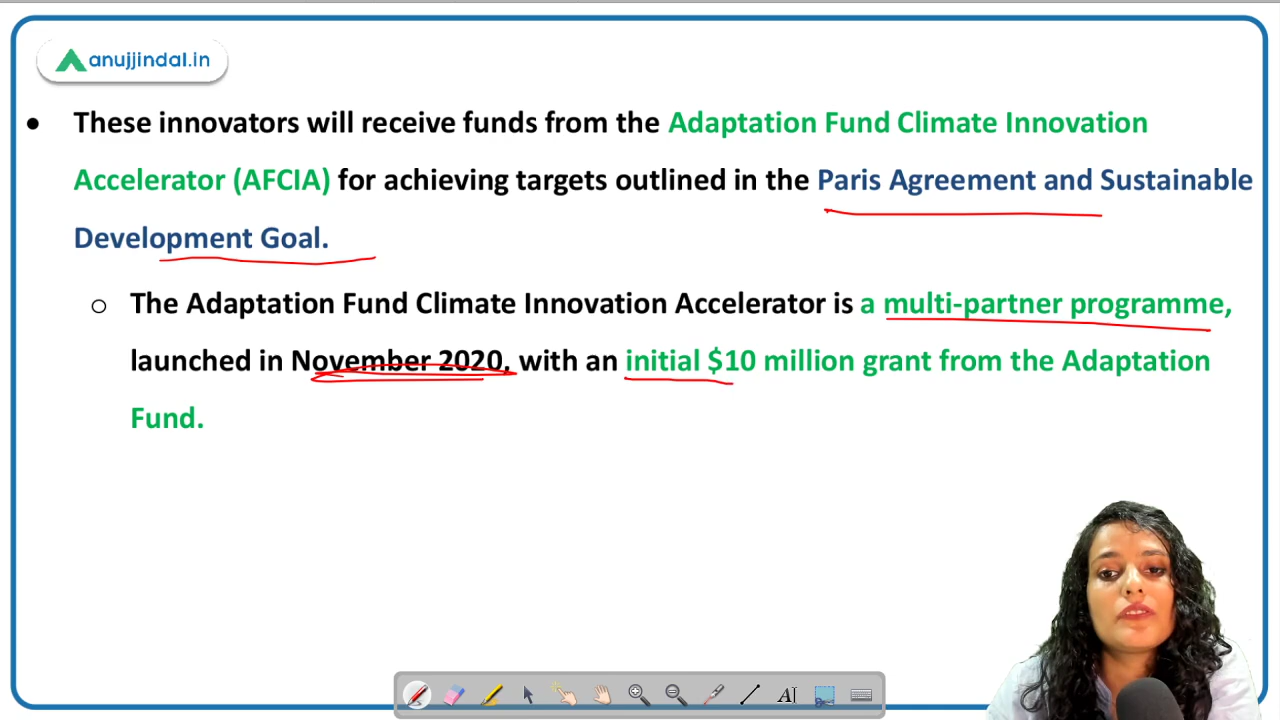 anujjindal.in
• These innovators will receive funds from the Adaptation Fund Climate Innovation
Accelerator (AFCIA) for achieving targets outlined in the Paris Agreement and Sustainable
Development Goal.
o The Adaptation Fund Climate Innovation Accelerator is a multi-partner programme,
launched in November 2020, with an initial $10 million grant from the Adaptation
Fund.
A